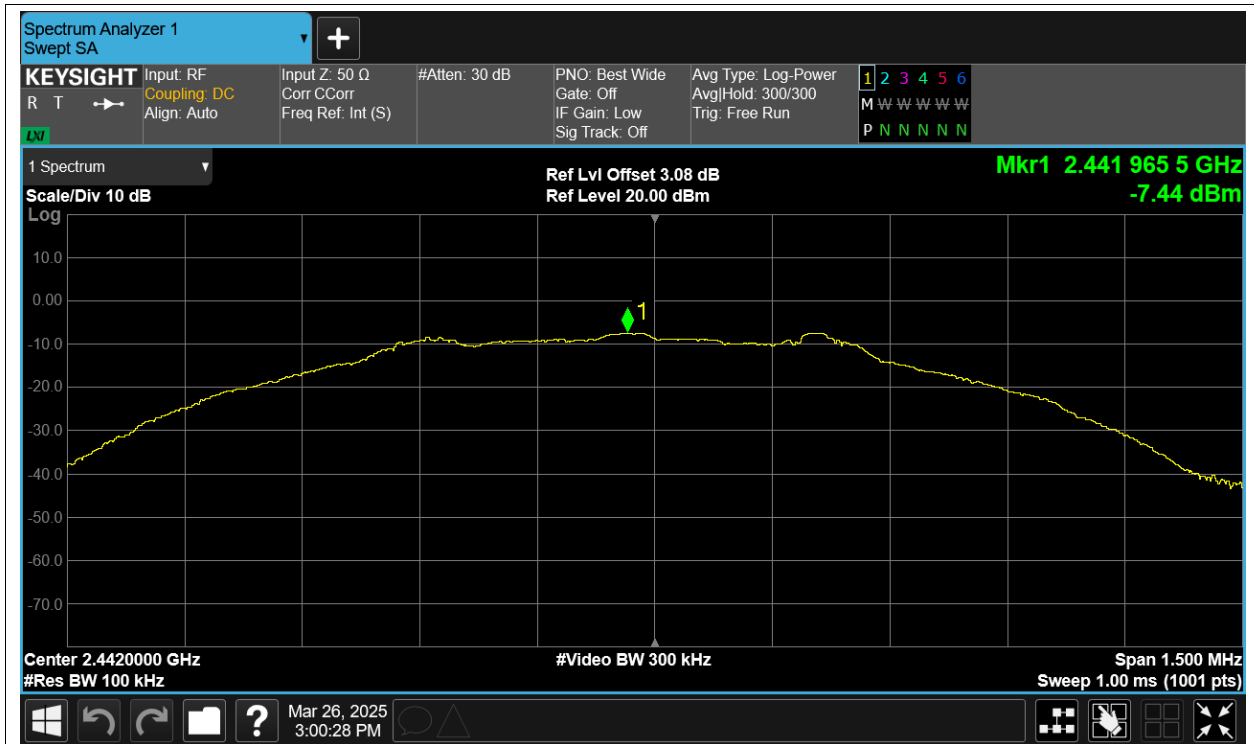 Spectrum Analyzer 1
Swept SA
KEYSIGHT
R T
LXI
Input: RF
Coupling: DC
Align: Auto
Input Z: 50 Ω
Corr CCorr
Freq Ref: Int (S)
#Atten: 30 dB
PNO: Best Wide
Gate: Off
IF Gain: Low
Sig Track: Off
Avg Type: Log-Power
Avg|Hold: 300/300
Trig: Free Run
1 2 3 4 5 6
M W W W W W
P N N N N N
1 Spectrum
Scale/Div 10 dB
Log
Ref Lvl Offset 3.08 dB
Ref Level 20.00 dBm
Mkr1 2.441 965 5 GHz
-7.44 dBm
10.0
0.00
1
-10.0
-20.0
-30.0
-40.0
-50.0
-60.0
-70.0
Center 2.4420000 GHz
#Res BW 100 kHz
#Video BW 300 kHz
Span 1.500 MHz
Sweep 1.00 ms (1001 pts)
?
Mar 26, 2025
3:00:28 PM